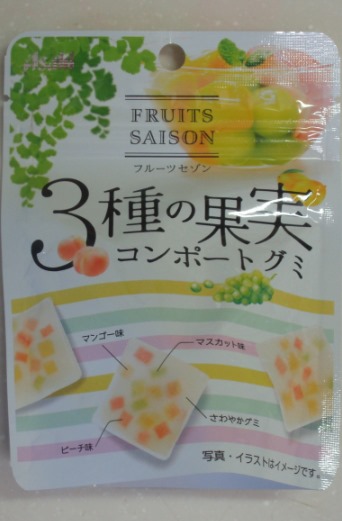 FRUITS
SAISON
フルーツセゾン
3種の果実
コンポートグミ
マンゴー味
マスカット味
さわやかグミ
ピーチ味
写真・イラストはイメージです。